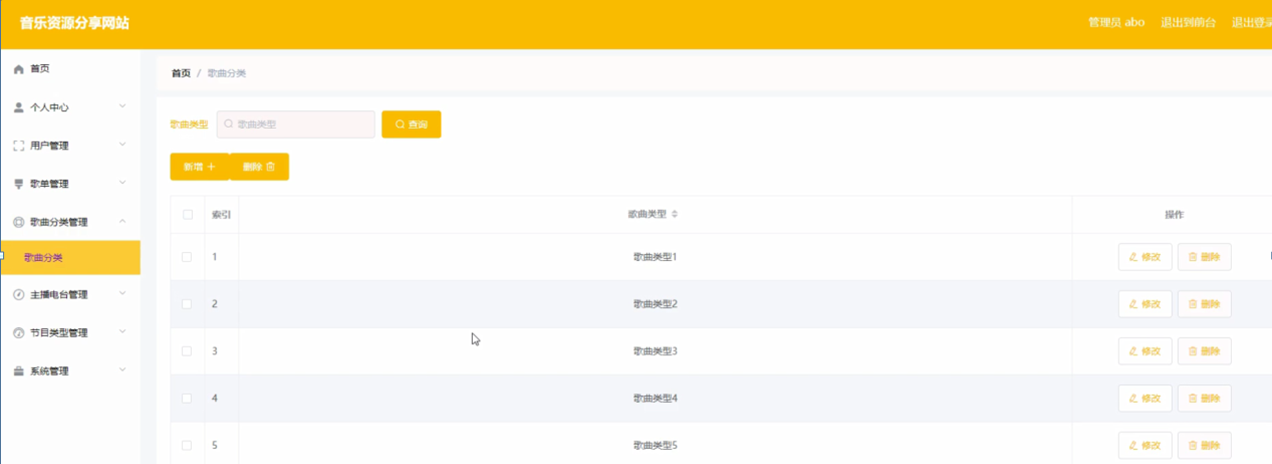 音乐资源分享网站
管理员 abo 退出到前台 退出登录
首页
个人中心
用户管理
歌单管理
歌曲分类管理
歌曲分类
主播电台管理
节目类型管理
系统管理
首页 / 歌曲分类
歌曲类型 歌曲类型 查询
新增 + 删除
索引 歌曲类型 操作
1 歌曲类型1 修改 删除
2 歌曲类型2 修改 删除
3 歌曲类型3 修改 删除
4 歌曲类型4 修改 删除
5 歌曲类型5 修改 删除